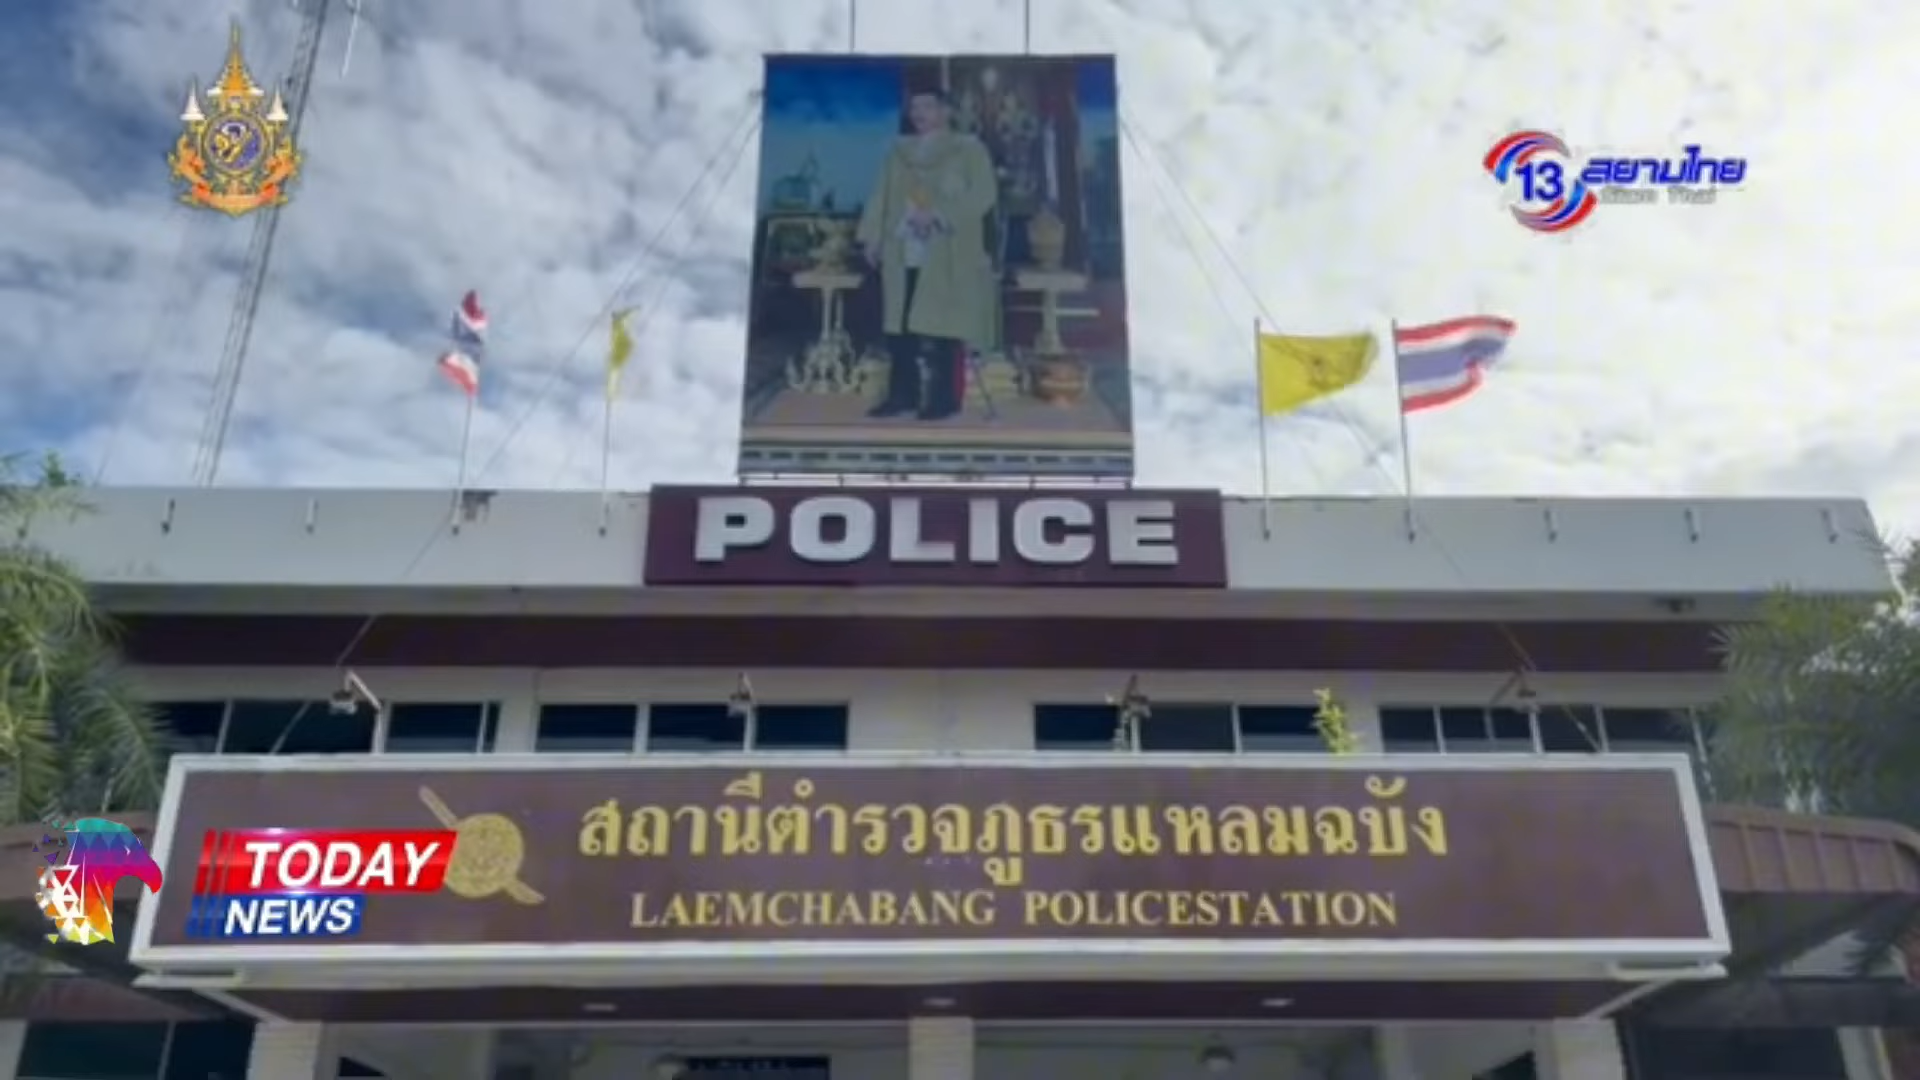 13 สยามไทย
POLICE
สถานีตำรวจภูธรแหลมฉบัง
LAEMCHABANG POLICESTATION
TODAY
NEWS